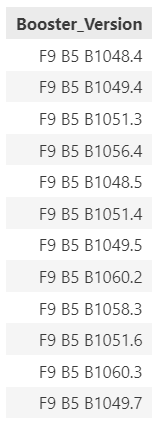 Booster_Version
F9 B5 B1048.4
F9 B5 B1049.4
F9 B5 B1051.3
F9 B5 B1056.4
F9 B5 B1048.5
F9 B5 B1051.4
F9 B5 B1049.5
F9 B5 B1060.2
F9 B5 B1058.3
F9 B5 B1051.6
F9 B5 B1060.3
F9 B5 B1049.7